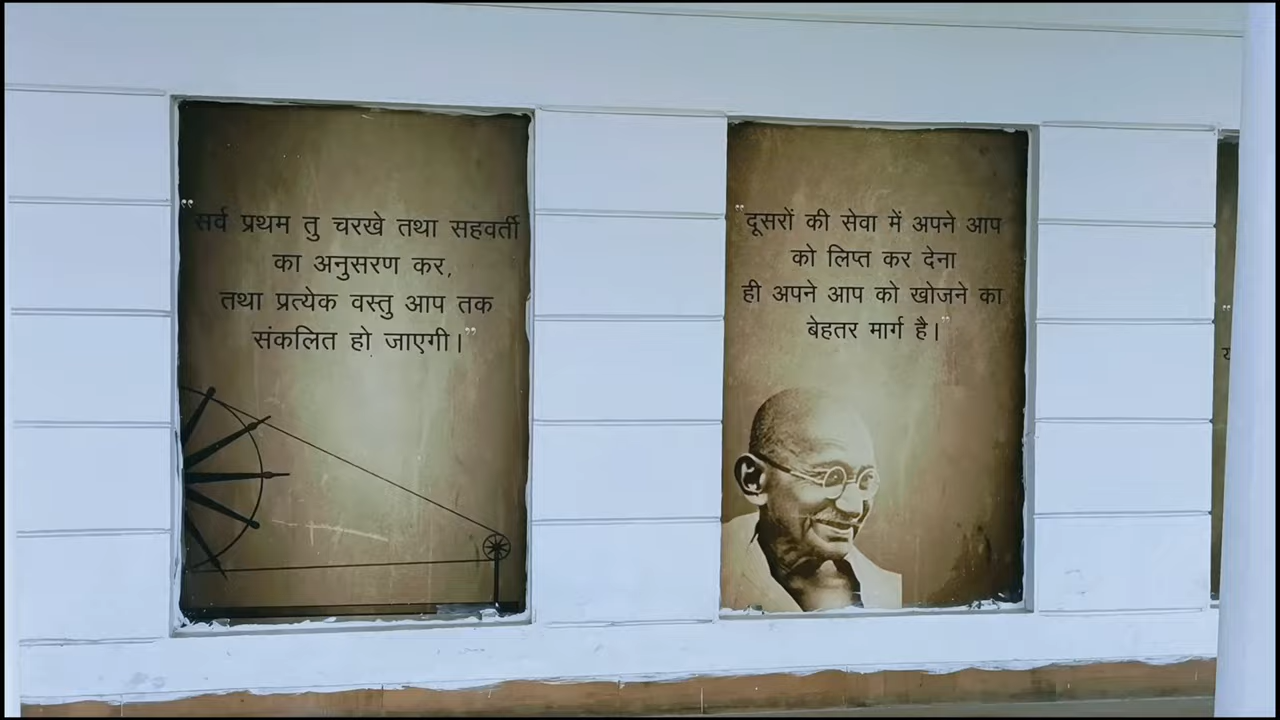 "सर्व प्रथम तु चरखे तथा सहवर्ती
का अनुसरण कर,
तथा प्रत्येक वस्तु आप तक
संकलित हो जाएगी।"
"दूसरों की सेवा में अपने आप
को लिप्त कर देना
ही अपने आप को खोजने का
बेहतर मार्ग है।"